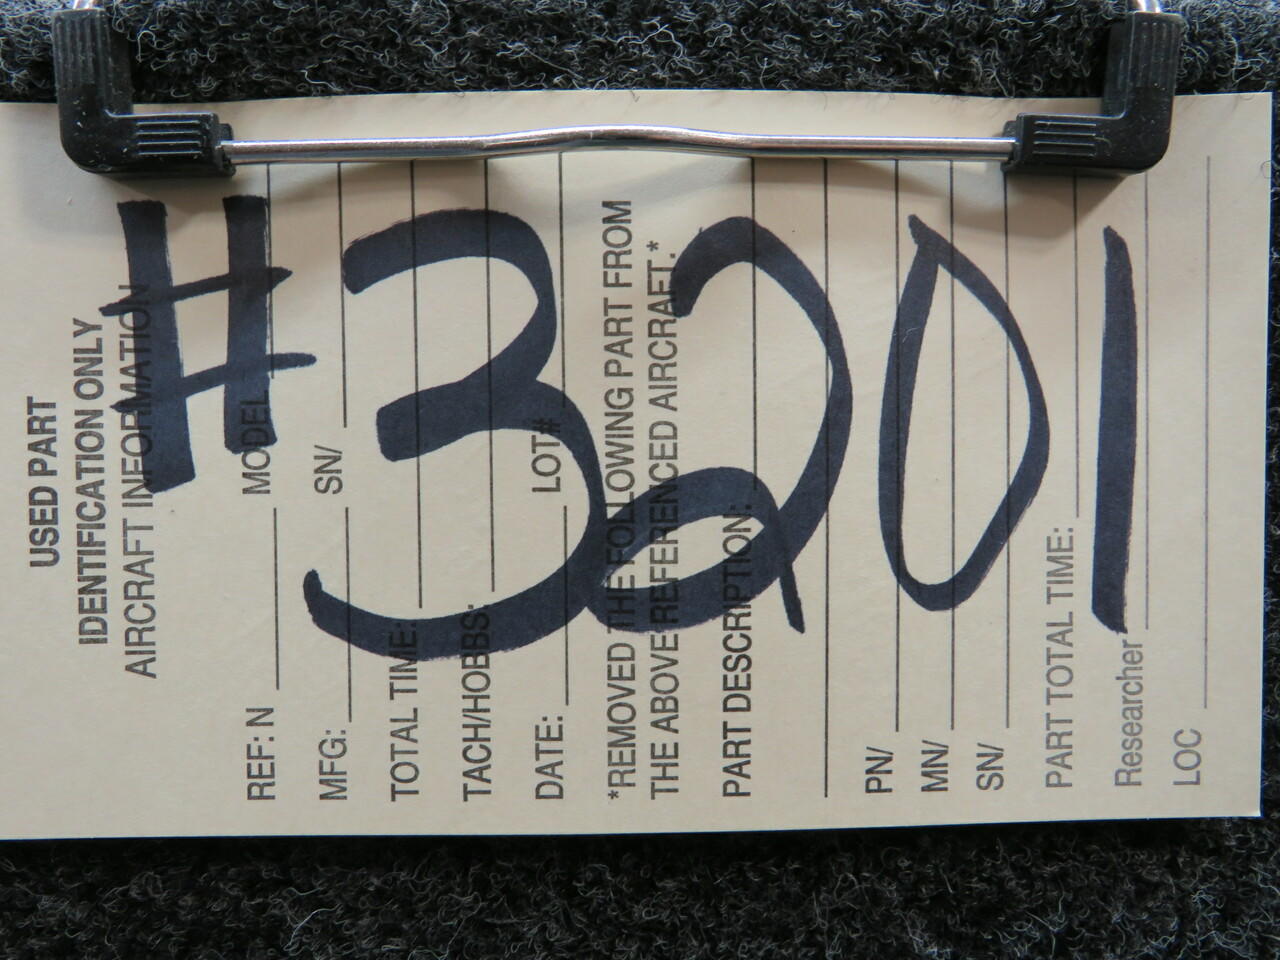 #3201
USED PART
IDENTIFICATION ONLY
AIRCRAFT INFORMATION
REF: N MODEL
MFG: SN/
TOTAL TIME:
TACH/HOBBS:
DATE: LOT#
*REMOVED THE FOLLOWING PART FROM
THE ABOVE REFERENCED AIRCRAFT.*
PART DESCRIPTION:
PN/
MN/
SN/
PART TOTAL TIME:
Researcher
LOC